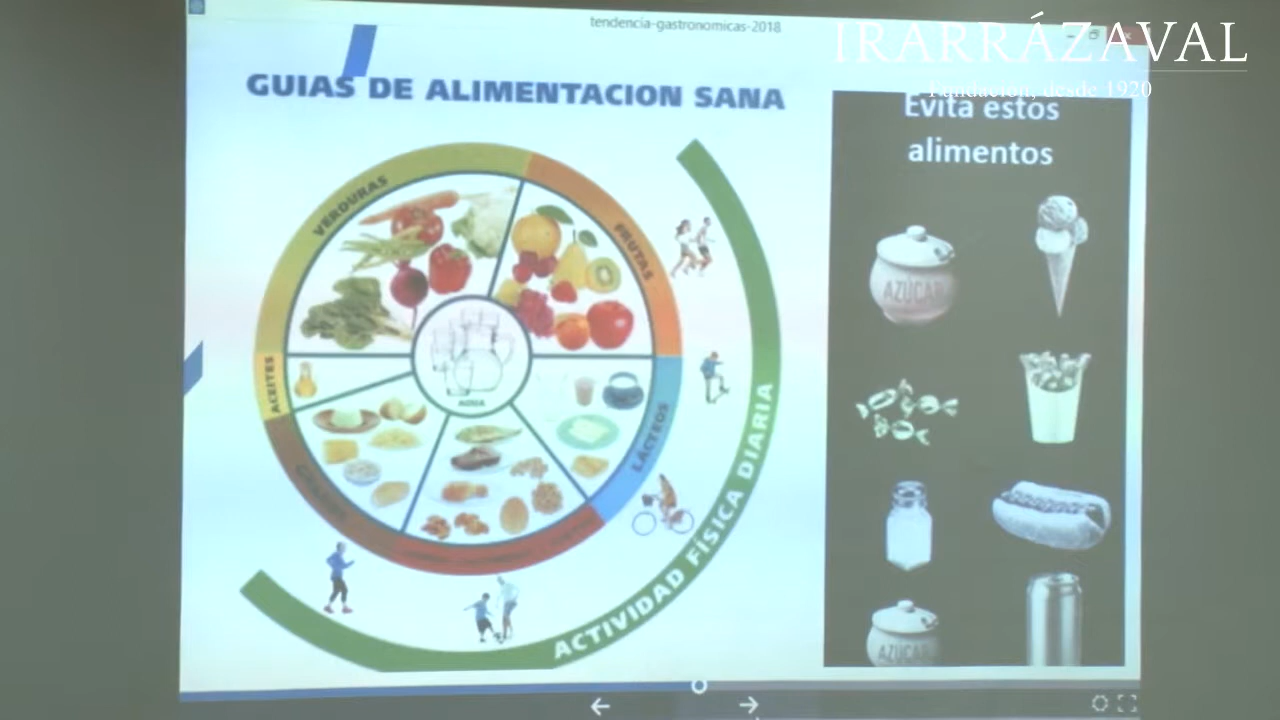 tendencia-gastronomicas-2018
IRARRÁZAVAL
Fundación, desde 1920
GUIAS DE ALIMENTACION SANA
Evita estos
alimentos
VERDURAS
FRUTAS
AZÚCAR
ACEITES
AGUA
LÁCTEOS
ACTIVIDAD FÍSICA DIARIA
AZÚCAR